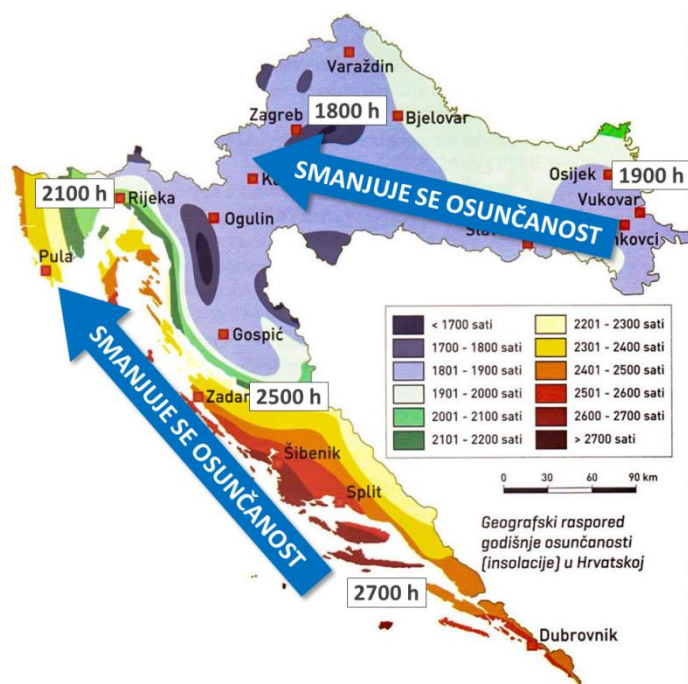 Varaždin
1800 h
Zagreb
Bjelovar
SMANJUJE SE OSUNČANOST
Osijek
1900 h
Vukovar
2100 h
Rijeka
Ogulin
Pula
Gospić
SMANJUJE SE OSUNČANOST
Zadar
2500 h
Šibenik
Split
2700 h
Dubrovnik
< 1700 sati
1700 - 1800 sati
1801 - 1900 sati
1901 - 2000 sati
2001 - 2100 sati
2101 - 2200 sati
2201 - 2300 sati
2301 - 2400 sati
2401 - 2500 sati
2501 - 2600 sati
2600 - 2700 sati
> 2700 sati
0 30 60 90 km
Geografski raspored
godišnje osunčanosti
(insolacije) u Hrvatskoj